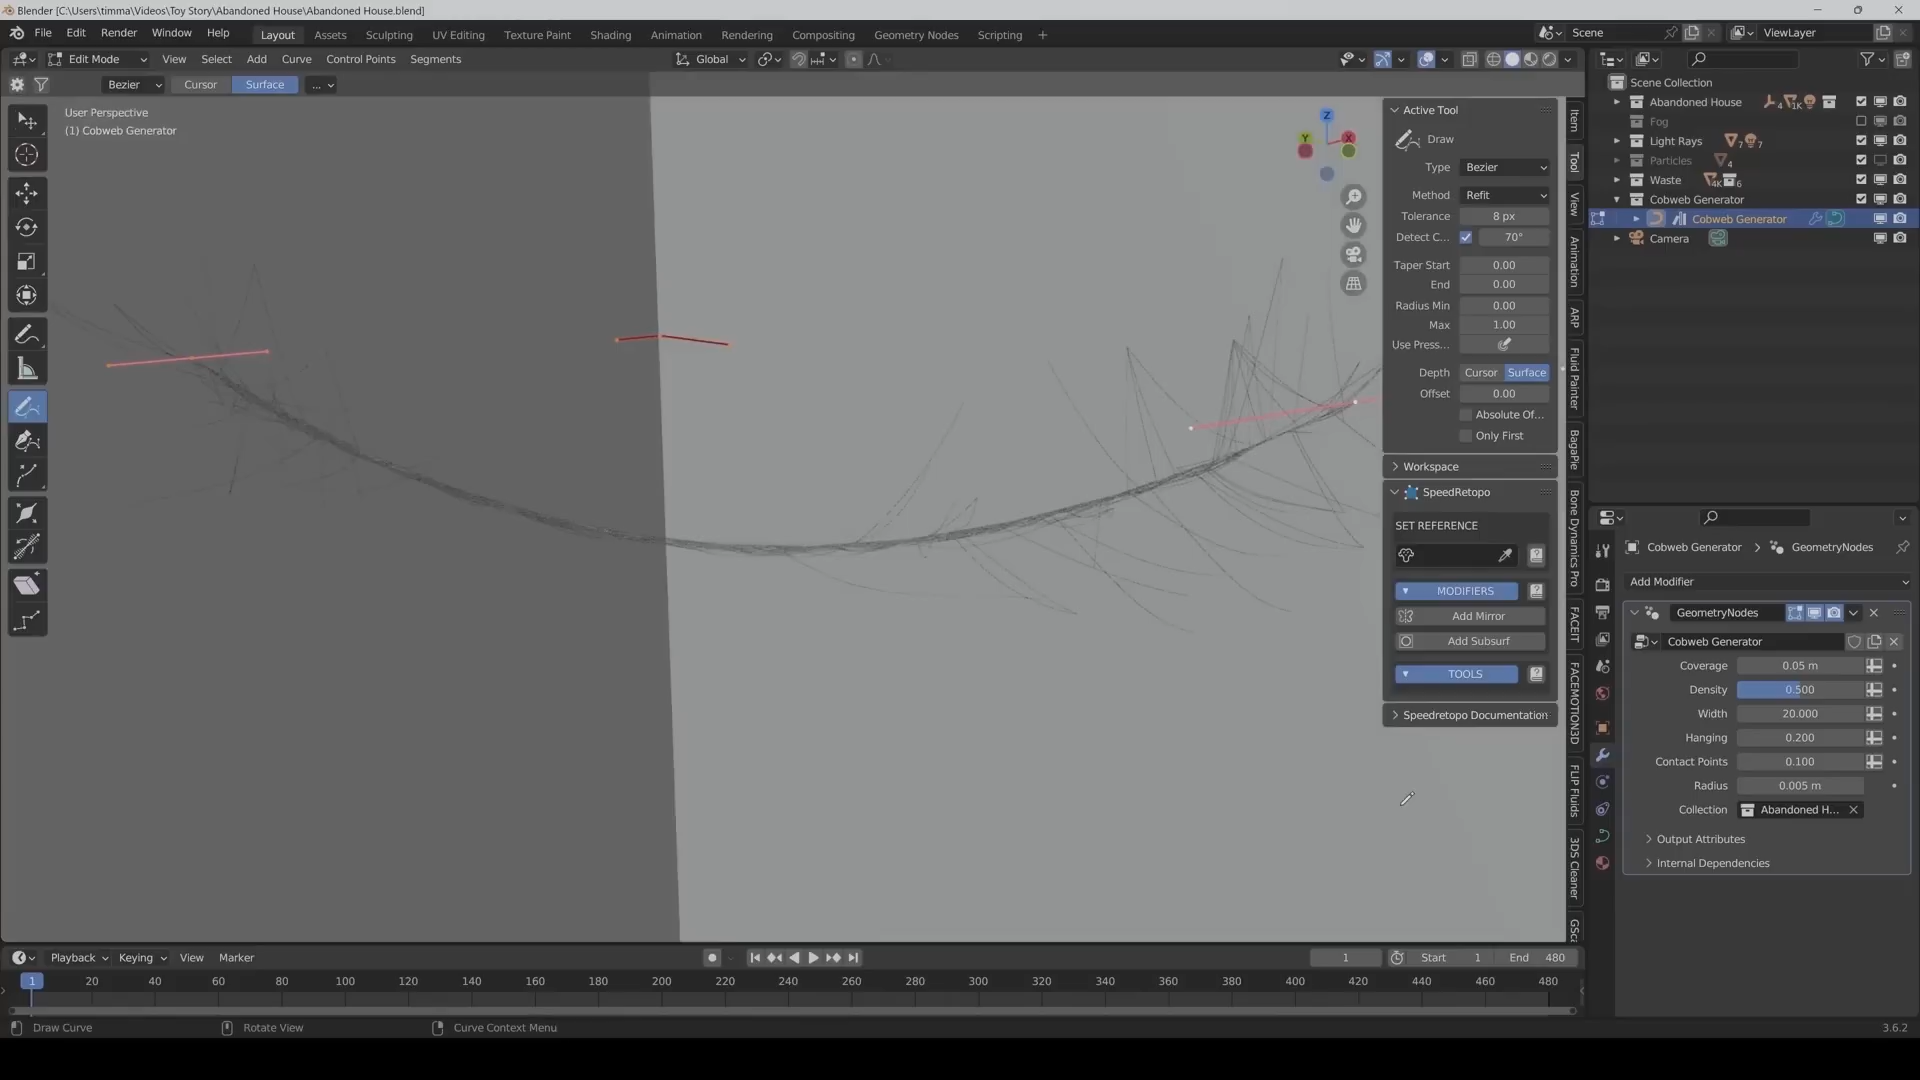 Blender [C:\Users\timma\Videos\Toy Story\Abandoned House\Abandoned House.blend]
File Edit Render Window Help Layout Assets Sculpting UV Editing Texture Paint Shading Animation Rendering Compositing Geometry Nodes Scripting Scene ViewLayer
Edit Mode View Select Add Curve Control Points Segments Global
Bezier Cursor Surface ...
User Perspective
(1) Cobweb Generator
Z
Y
X
Active Tool
Draw
Type Bezier
Method Refit
Tolerance 8 px
Detect C... 70°
Taper Start 0.00
End 0.00
Radius Min 0.00
Max 1.00
Use Press...
Depth Cursor Surface
Offset 0.00
Absolute Of...
Only First
Workspace
SpeedRetopo
SET REFERENCE
MODIFIERS
Add Mirror
Add Subsurf
TOOLS
Speedretopo Documentation
Item
Tool
View
Animation
ARP
Fluid Painter
BagaPie
Bone Dynamics Pro
FACEIT
FACEMOTION3D
FLIP Fluids
3DS Cleaner
Scene Collection
Abandoned House 4 1K
Fog
Light Rays 7 7
Particles 4
Waste 4K 6
Cobweb Generator
Cobweb Generator
Camera
Cobweb Generator GeometryNodes
Add Modifier
GeometryNodes
Cobweb Generator
Coverage 0.05 m
Density 0.500
Width 20.000
Hanging 0.200
Contact Points 0.100
Radius 0.005 m
Collection Abandoned H...
Output Attributes
Internal Dependencies
Playback Keying View Marker 1 Start 1 End 480
1 20 40 60 80 100 120 140 160 180 200 220 240 260 280 300 320 340 360 380 400 420 440 460 480
Draw Curve Rotate View Curve Context Menu 3.6.2